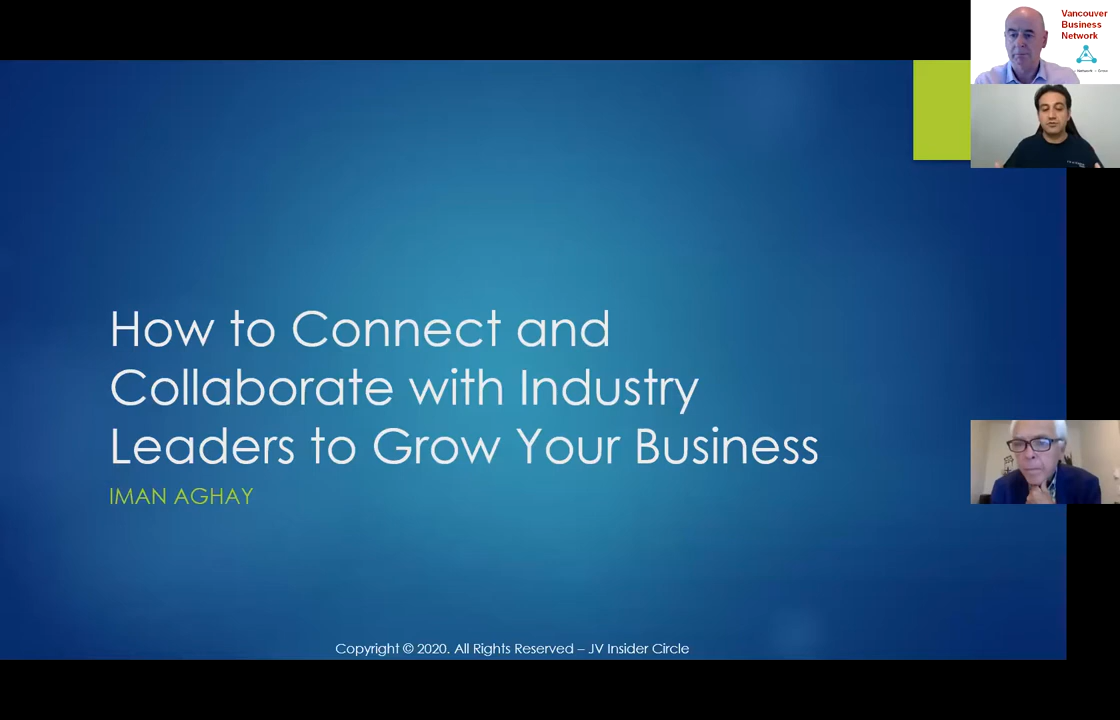 Vancouver
Business
Network
How to Connect and
Collaborate with Industry
Leaders to Grow Your Business
IMAN AGHAY
Copyright © 2020. All Rights Reserved – JV Insider Circle